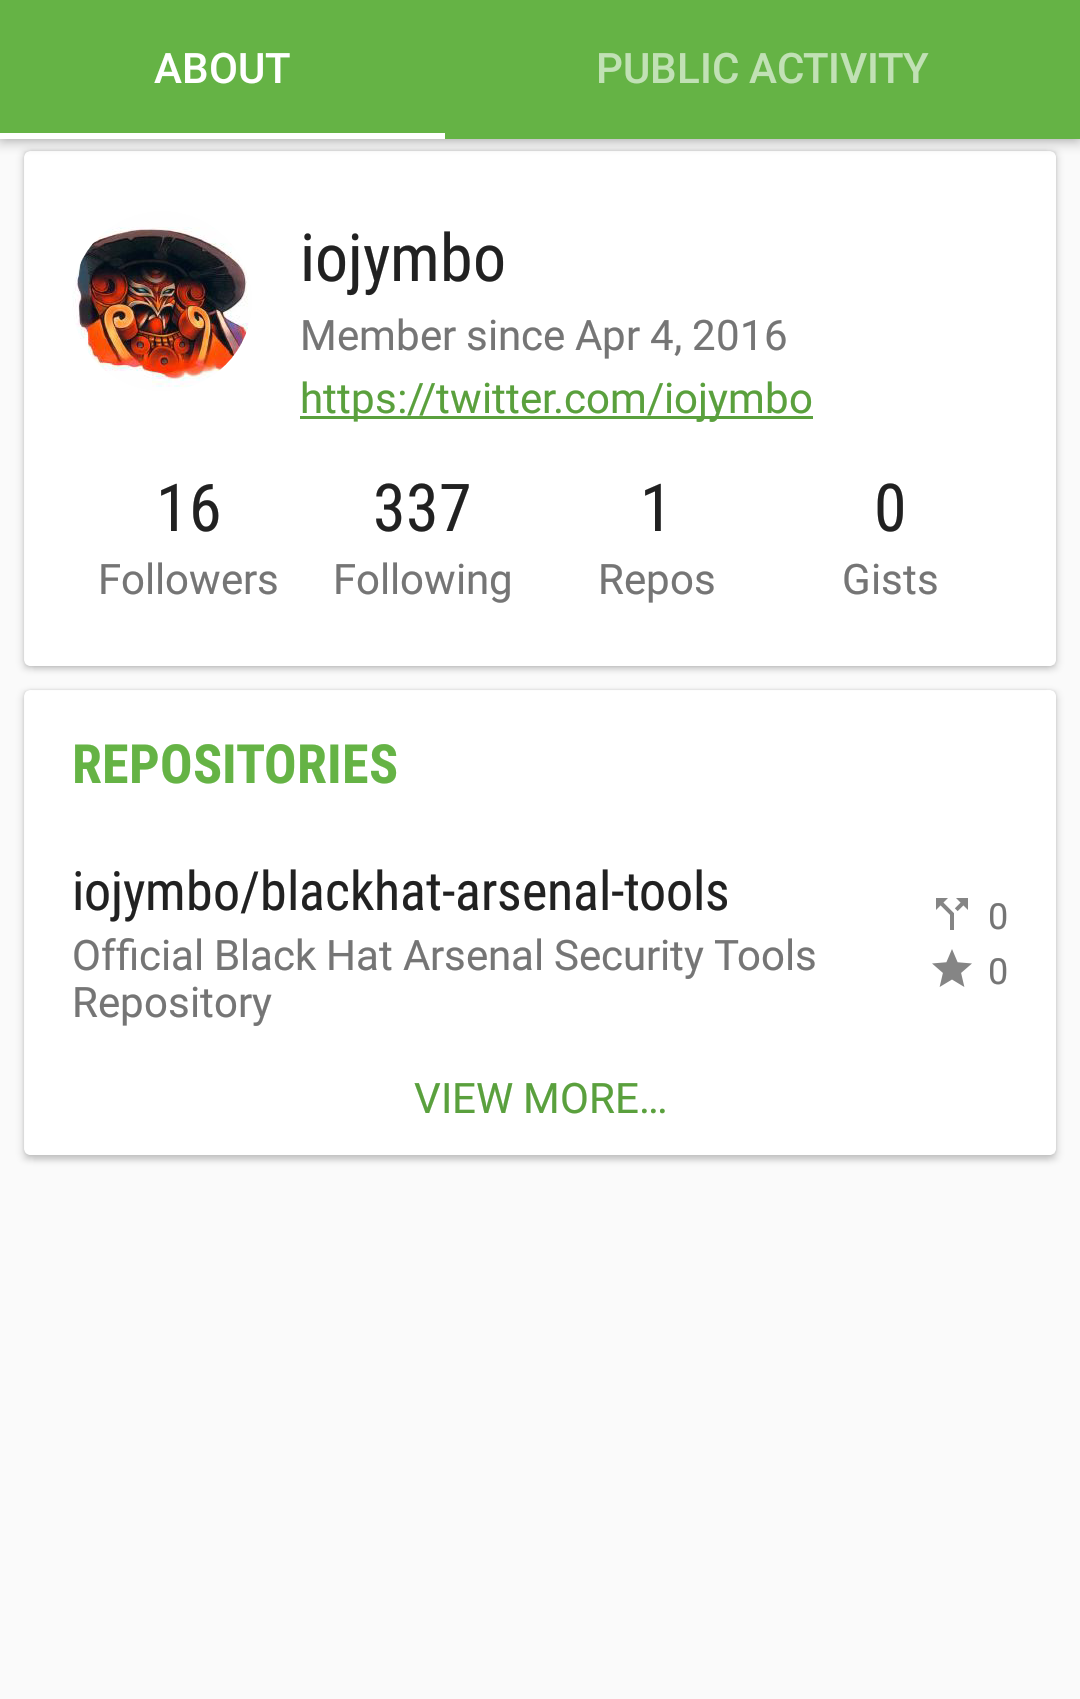 ABOUT
PUBLIC ACTIVITY
iojymbo
Member since Apr 4, 2016
https://twitter.com/iojymbo
16 337 1 0
Followers Following Repos Gists
REPOSITORIES
iojymbo/blackhat-arsenal-tools
Official Black Hat Arsenal Security Tools
Repository
0
0
VIEW MORE...